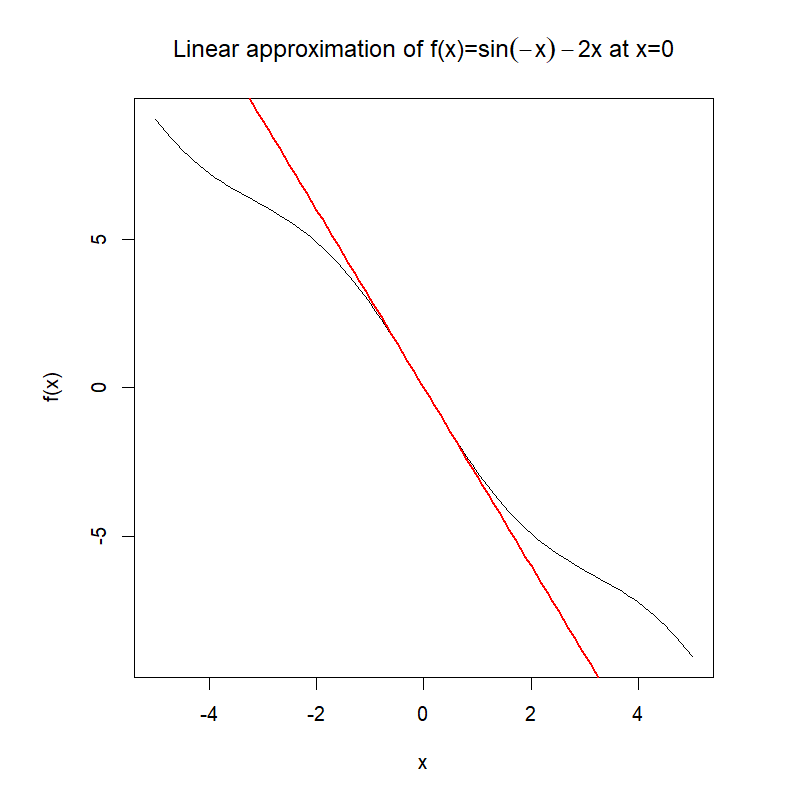 Linear approximation of f(x)=sin(−x)−2x at x=0
f(x)
5
0
-5
-4
-2
0
2
4
x